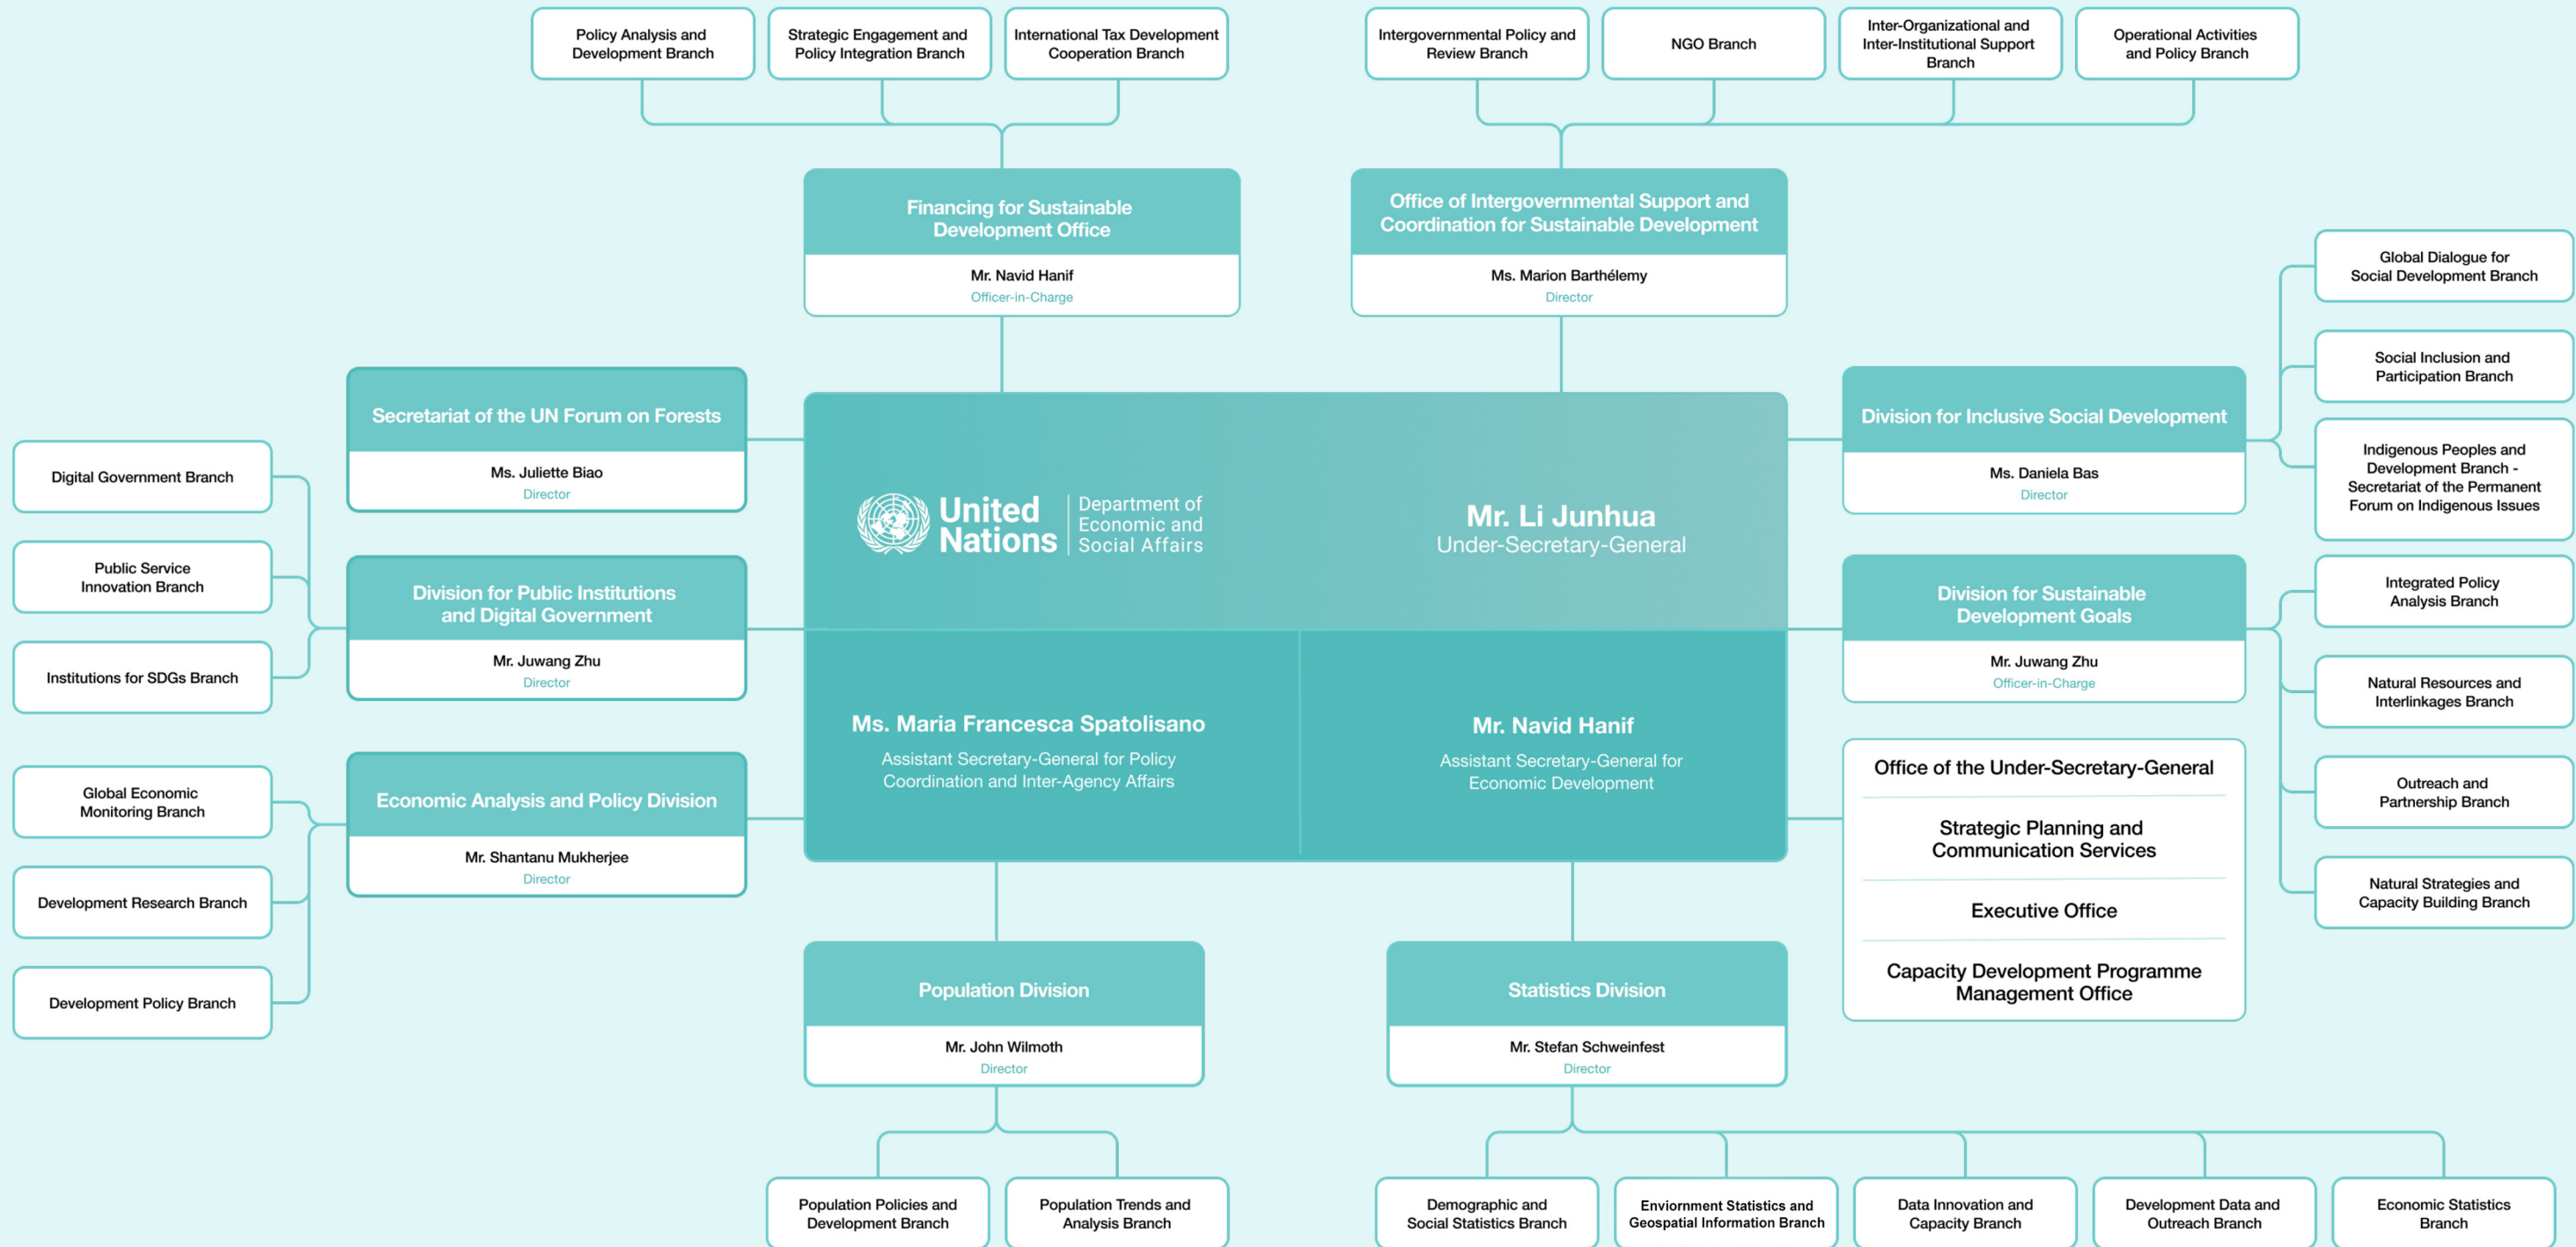 Policy Analysis and
Development Branch
Strategic Engagement and
Policy Integration Branch
International Tax Development
Cooperation Branch
Intergovernmental Policy and
Review Branch
NGO Branch
Inter-Organizational and
Inter-Institutional Support
Branch
Operational Activities
and Policy Branch
Financing for Sustainable
Development Office
Mr. Navid Hanif
Officer-in-Charge
Office of Intergovernmental Support and
Coordination for Sustainable Development
Ms. Marion Barthélemy
Director
Secretariat of the UN Forum on Forests
Ms. Juliette Biao
Director
Digital Government Branch
Public Service
Innovation Branch
Institutions for SDGs Branch
Division for Public Institutions
and Digital Government
Mr. Juwang Zhu
Director
Global Economic
Monitoring Branch
Development Research Branch
Development Policy Branch
Economic Analysis and Policy Division
Mr. Shantanu Mukherjee
Director
United
Nations
Department of
Economic and
Social Affairs
Mr. Li Junhua
Under-Secretary-General
Ms. Maria Francesca Spatolisano
Assistant Secretary-General for Policy
Coordination and Inter-Agency Affairs
Mr. Navid Hanif
Assistant Secretary-General for
Economic Development
Division for Inclusive Social Development
Ms. Daniela Bas
Director
Global Dialogue for
Social Development Branch
Social Inclusion and
Participation Branch
Indigenous Peoples and
Development Branch -
Secretariat of the Permanent
Forum on Indigenous Issues
Division for Sustainable
Development Goals
Mr. Juwang Zhu
Officer-in-Charge
Integrated Policy
Analysis Branch
Natural Resources and
Interlinkages Branch
Outreach and
Partnership Branch
Natural Strategies and
Capacity Building Branch
Office of the Under-Secretary-General
Strategic Planning and
Communication Services
Executive Office
Capacity Development Programme
Management Office
Population Division
Mr. John Wilmoth
Director
Statistics Division
Mr. Stefan Schweinfest
Director
Population Policies and
Development Branch
Population Trends and
Analysis Branch
Demographic and
Social Statistics Branch
Enviornment Statistics and
Geospatial Information Branch
Data Innovation and
Capacity Branch
Development Data and
Outreach Branch
Economic Statistics
Branch